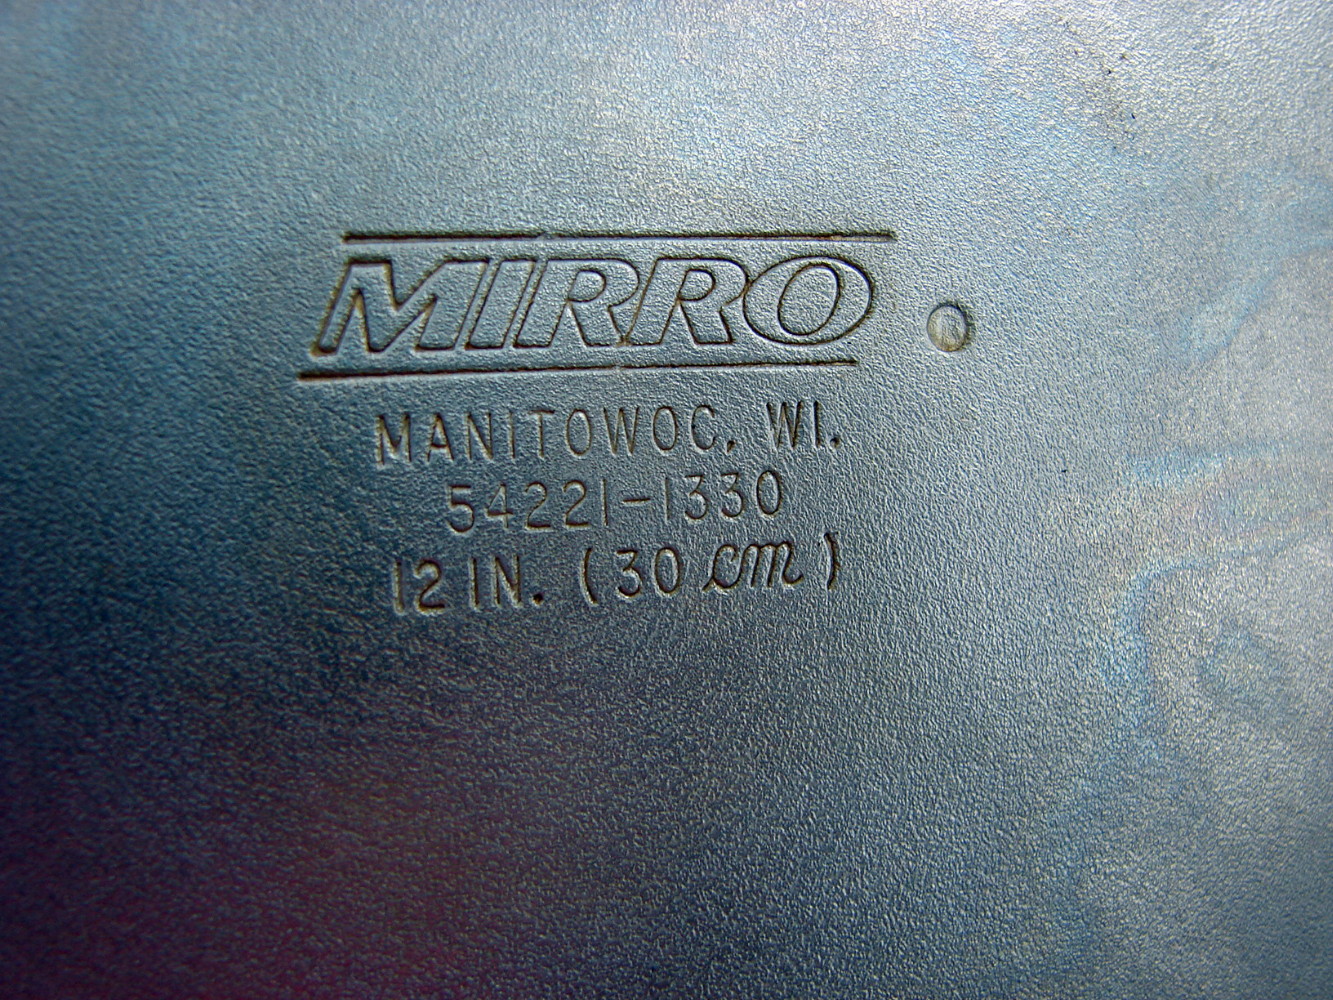 MIRRO
MANITOWOC, WI.
54221-1330
12 IN. (30 cm)